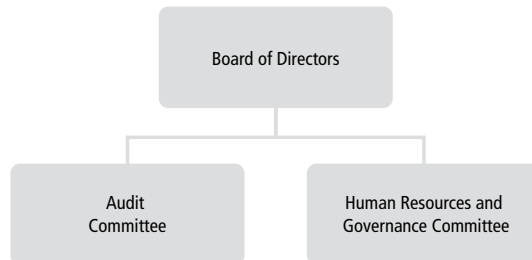 Board of Directors
Audit
Committee
Human Resources and
Governance Committee